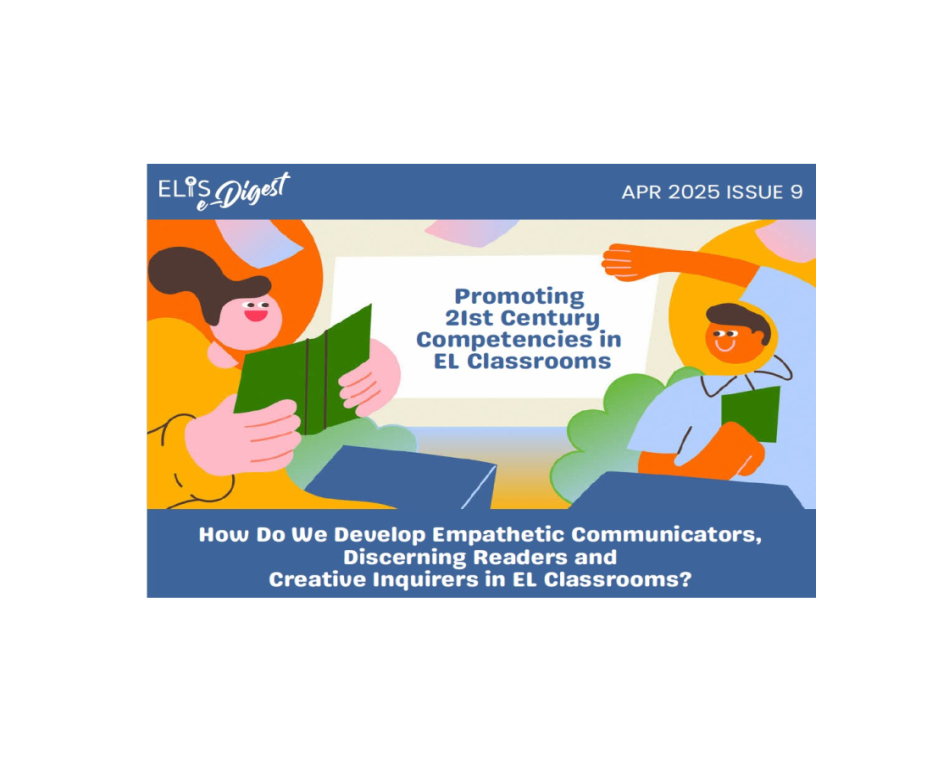 ELIS e-Digest
APR 2025 ISSUE 9
Promoting
21st Century
Competencies in
EL Classrooms
How Do We Develop Empathetic Communicators,
Discerning Readers and
Creative Inquirers in EL Classrooms?